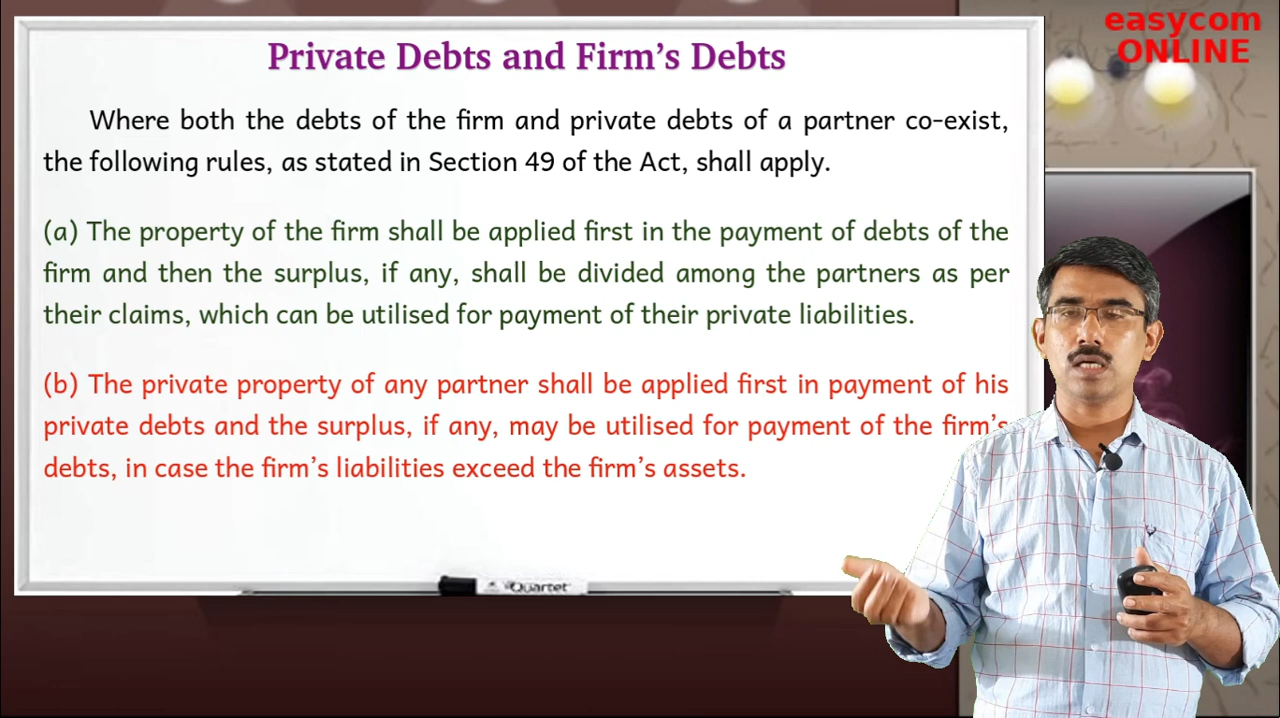 easycom
ONLINE
Private Debts and Firm's Debts
Where both the debts of the firm and private debts of a partner co-exist,
the following rules, as stated in Section 49 of the Act, shall apply.
(a) The property of the firm shall be applied first in the payment of debts of the
firm and then the surplus, if any, shall be divided among the partners as per
their claims, which can be utilised for payment of their private liabilities.
(b) The private property of any partner shall be applied first in payment of his
private debts and the surplus, if any, may be utilised for payment of the firm's
debts, in case the firm's liabilities exceed the firm's assets.
Quartet